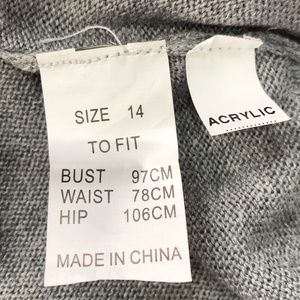 SIZE 14
TO FIT
BUST 97CM
WAIST 78CM
HIP 106CM
MADE IN CHINA
ACRYLIC